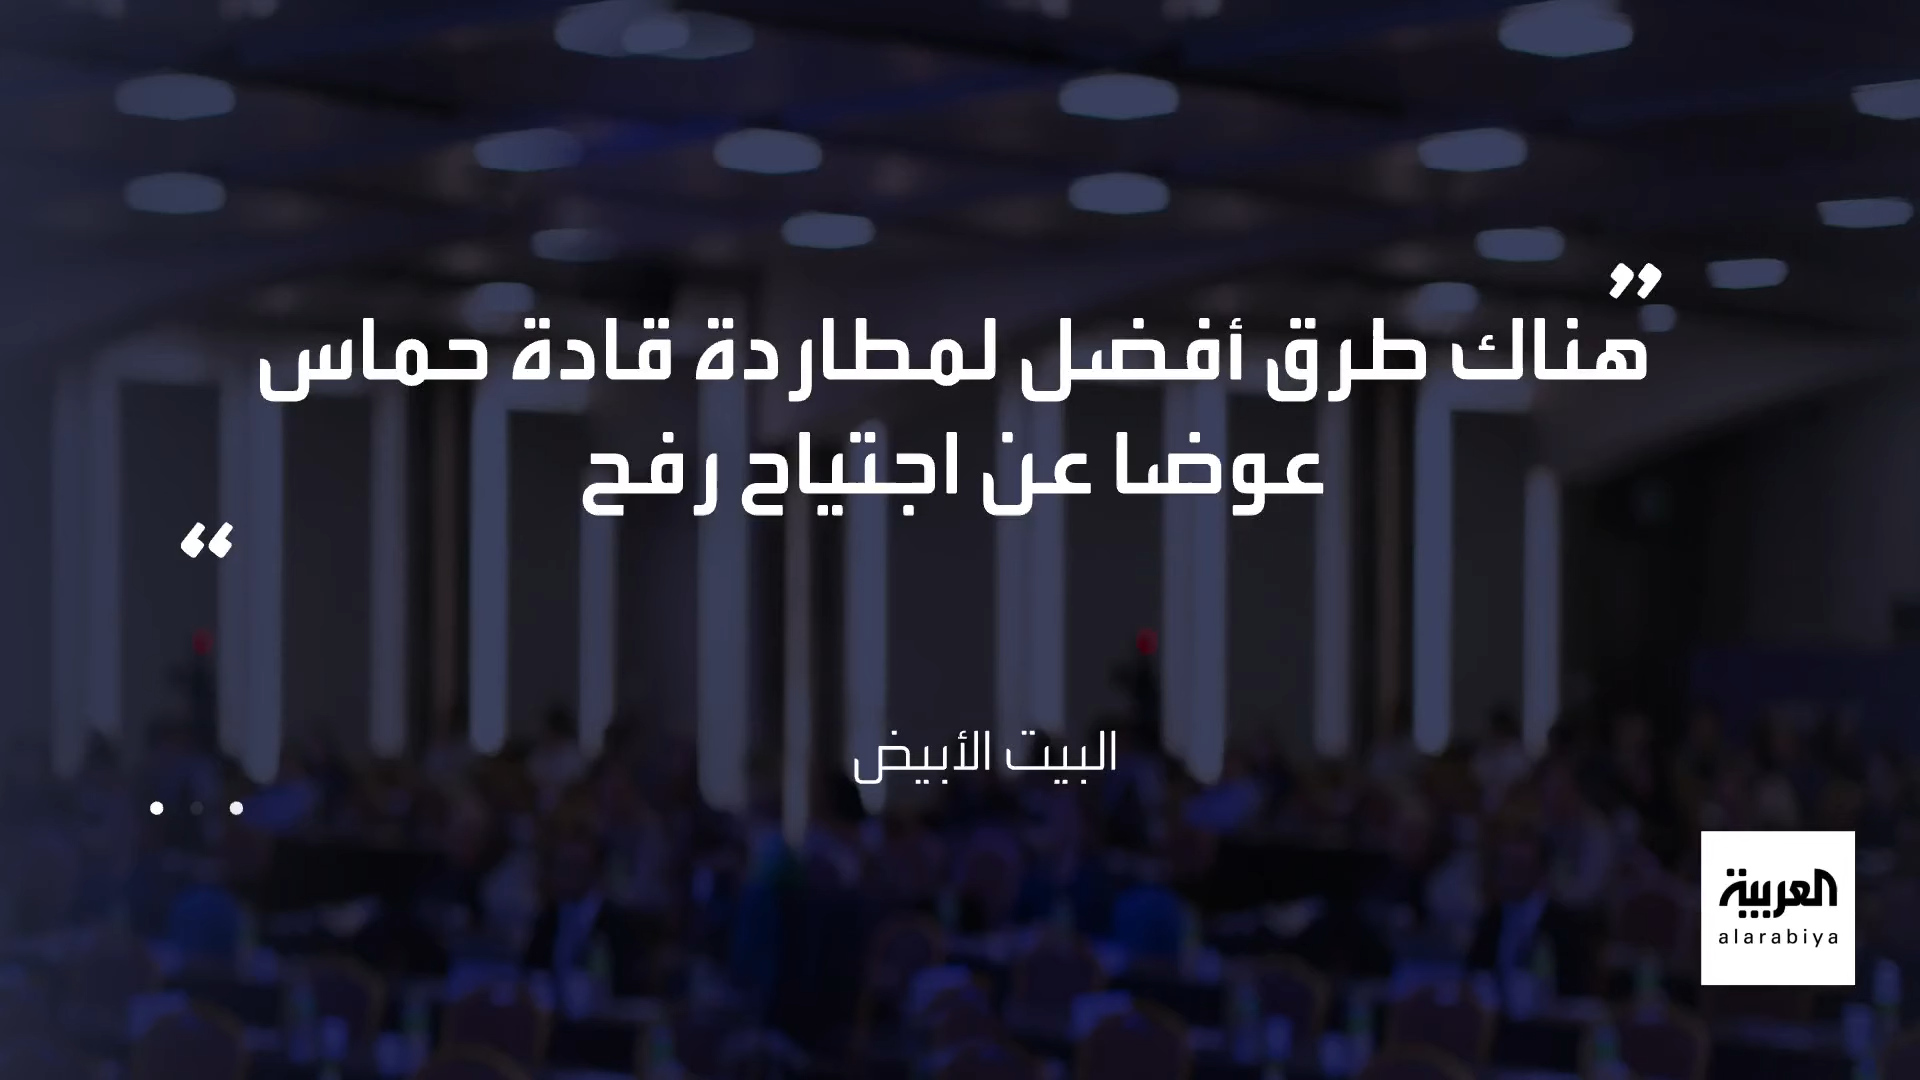 ”
هناك طرق أفضل لمطاردة قادة حماس
عوضا عن اجتياح رفح
“
البيت الأبيض
العربية
alarabiya